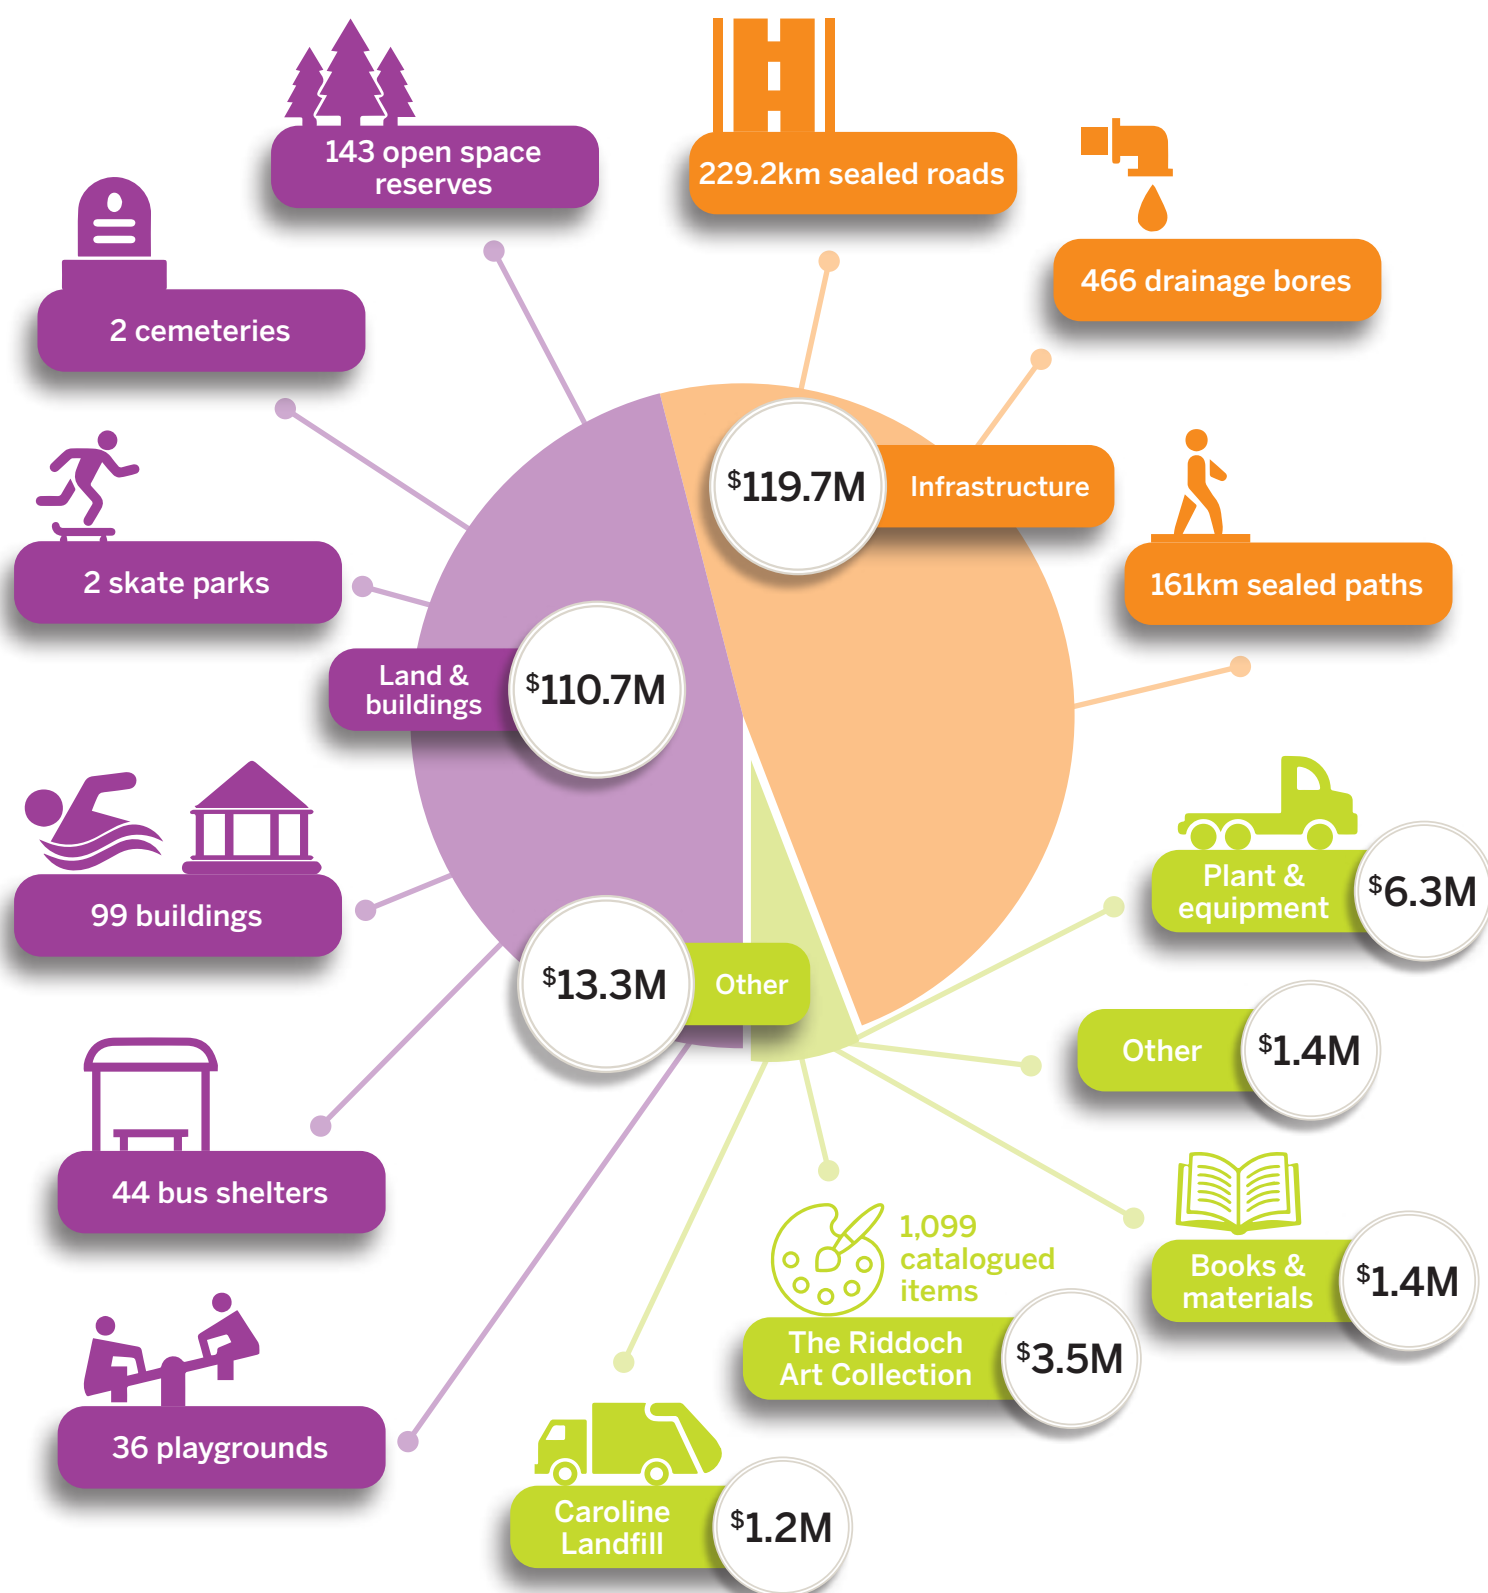 143 open space
reserves
229.2km sealed roads
466 drainage bores
2 cemeteries
161km sealed paths
2 skate parks
$119.7M
Infrastructure
Land &
buildings
$110.7M
99 buildings
$13.3M
Other
Plant &
equipment
$6.3M
Other
$1.4M
44 bus shelters
Books &
materials
$1.4M
1,099
catalogued
items
The Riddoch
Art Collection
$3.5M
36 playgrounds
Caroline
Landfill
$1.2M